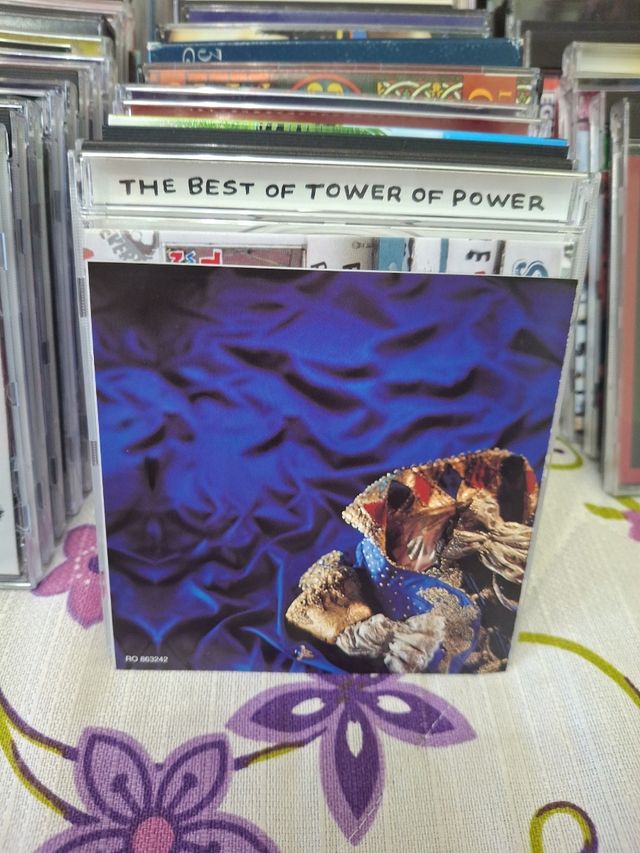 THE BEST OF TOWER OF POWER
RO 863242